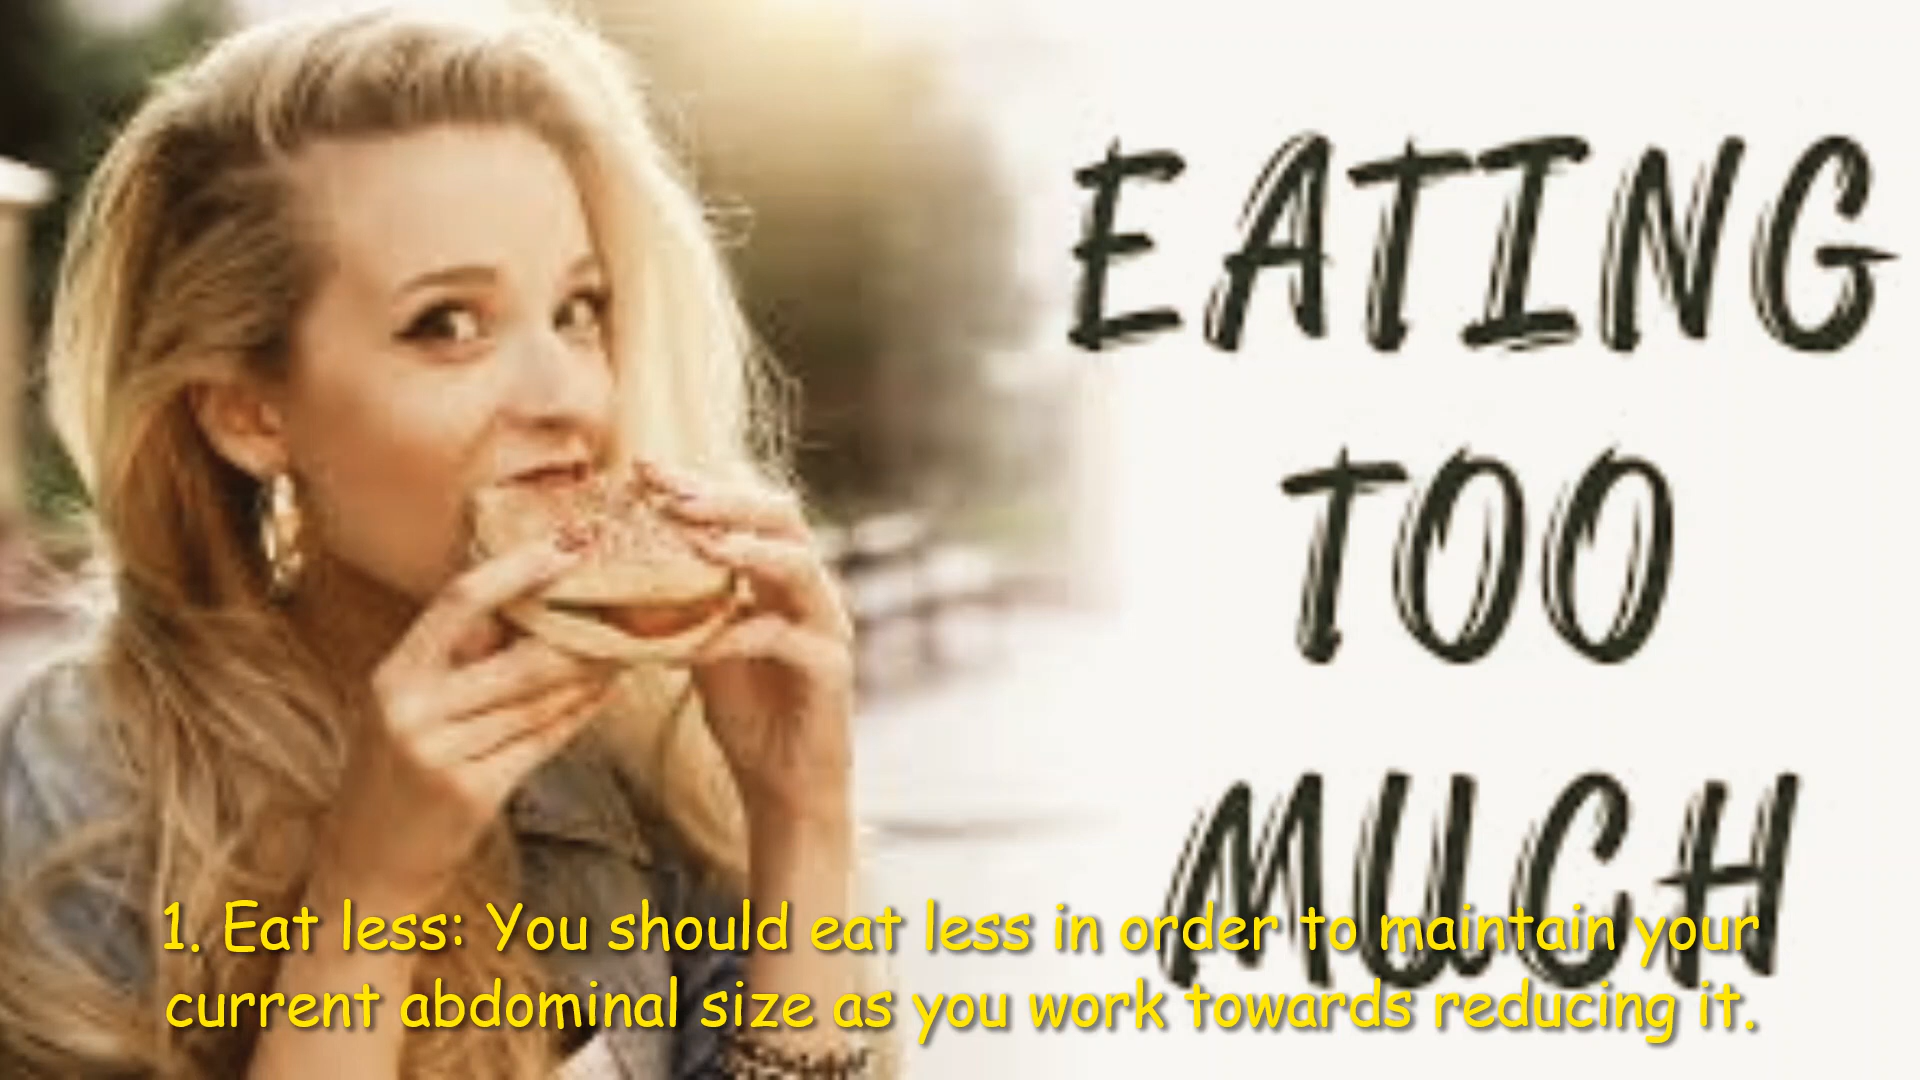 EATING
TOO
MUCH
1. Eat less: You should eat less in order to maintain your
current abdominal size as you work towards reducing it.